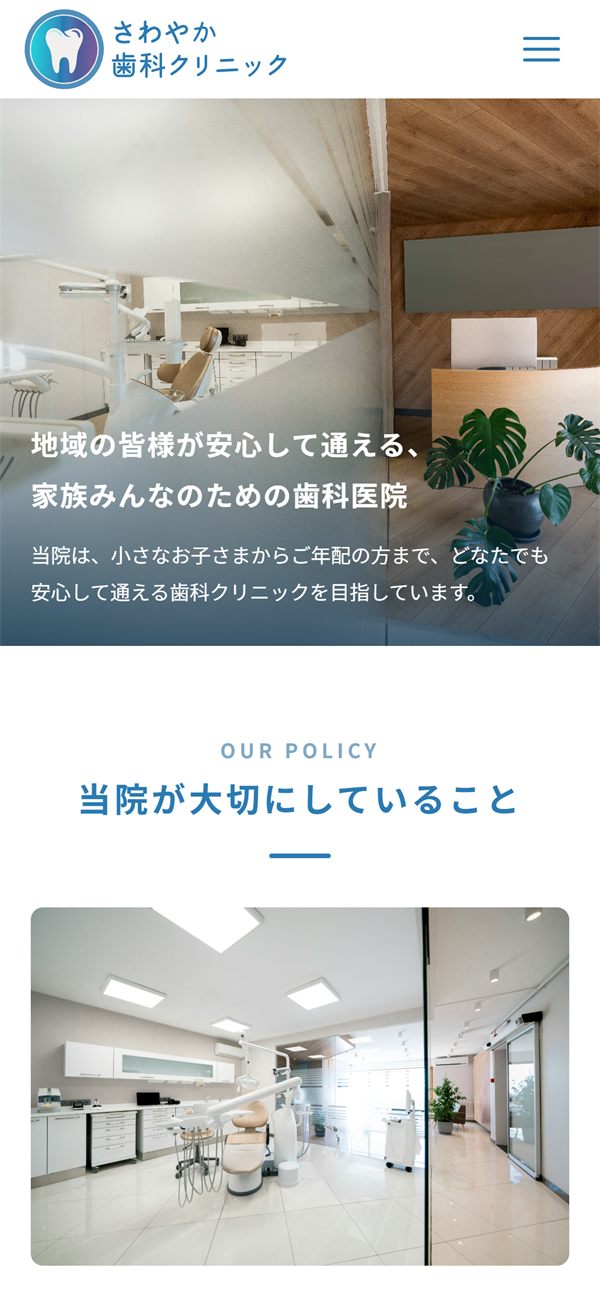 さわやか
歯科クリニック
地域の皆様が安心して通える、
家族みんなのための歯科医院
当院は、小さなお子さまからご年配の方まで、どなたでも
安心して通える歯科クリニックを目指しています。
OUR POLICY
当院が大切にしていること